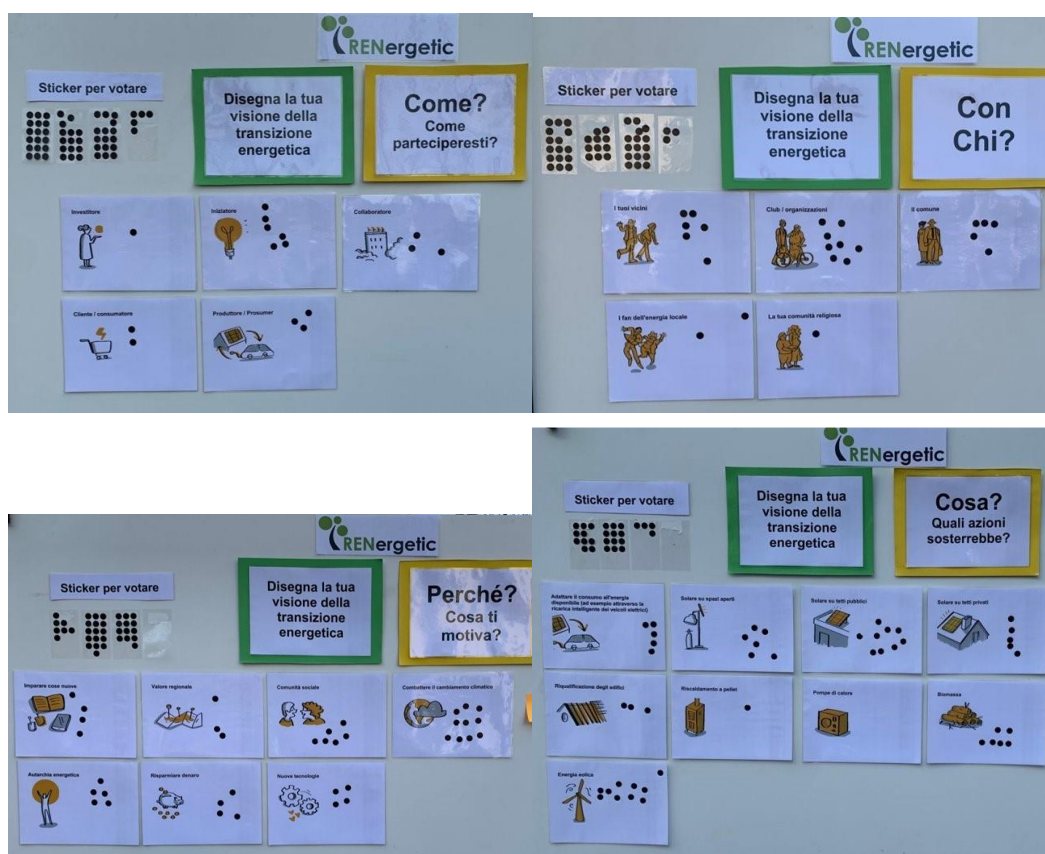 RENergetic
Sticker per votare
Disegna la tua
visione della
transizione
energetica
Come?
Come
parteciperesti?
Investitore
Iniziatore
Collaboratore
Cliente / consumatore
Produttore / Prosumer
RENergetic
Sticker per votare
Disegna la tua
visione della
transizione
energetica
Con
Chi?
I tuoi vicini
Club / organizzazioni
Il comune
I fan dell'energia locale
La tua comunità religiosa
RENergetic
Sticker per votare
Disegna la tua
visione della
transizione
energetica
Perché?
Cosa ti
motiva?
Imparare cose nuove
Valore regionale
Comunità sociale
Combattere il cambiamento climatico
Autarchia energetica
Risparmiare denaro
Nuove tecnologie
RENergetic
Sticker per votare
Disegna la tua
visione della
transizione
energetica
Cosa?
Quali azioni
sosterrebbe?
Adattare il consumo all'energia
disponibile (ad esempio attraverso la
ricarica intelligente dei veicoli elettrici)
Solare su spazi aperti
Solare su tetti pubblici
Solare su tetti privati
Riqualificazione degli edifici
Riscaldamento a pellet
Pompe di calore
Biomassa
Energia eolica